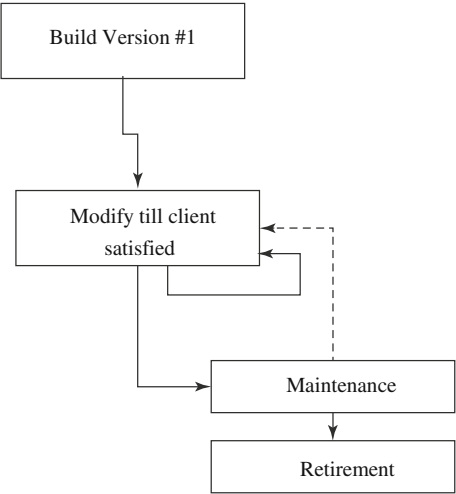 Build Version #1
Modify till client
satisfied
Maintenance
Retirement